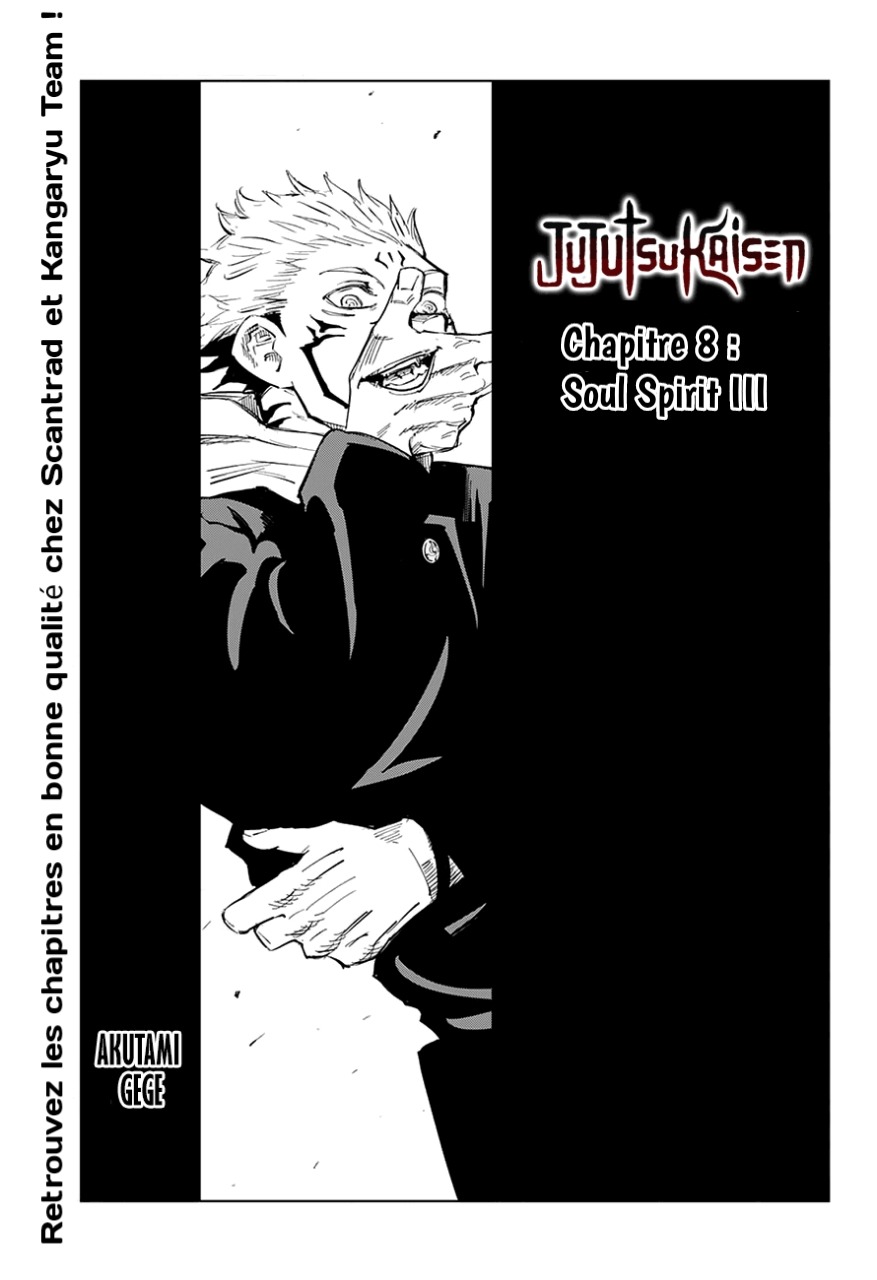 Retrouvez les chapitres en bonne qualité chez Scantrad et Kangaryu Team !
JUJUTSU KAISEN
Chapitre 8 :
Soul Spirit III
AKUTAMI
GEGE